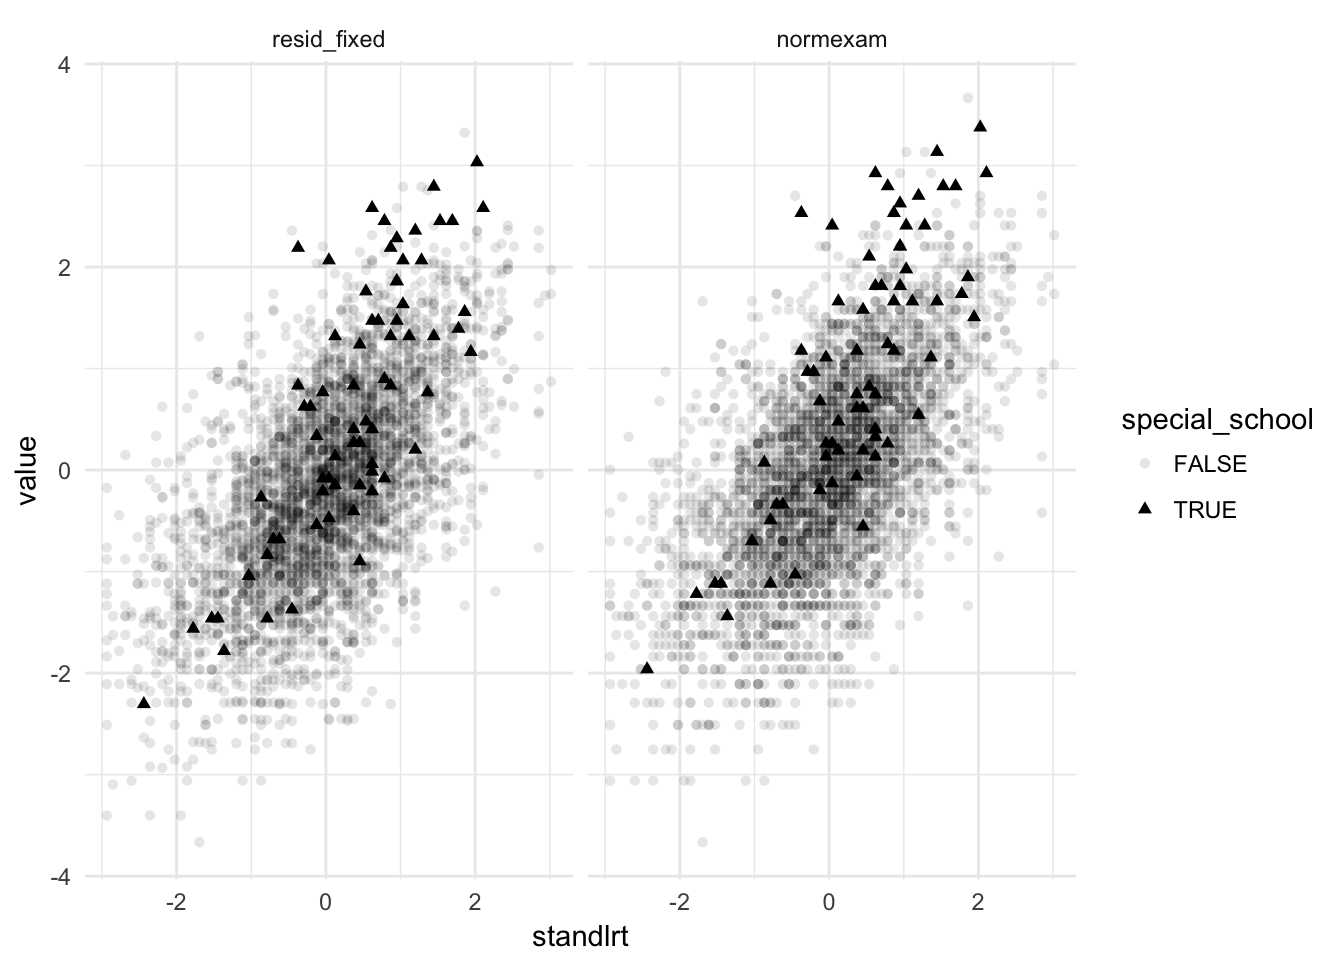 resid_fixed
normexam
4
2
0
-2
-4
value
-2
0
2
-2
0
2
standlrt
special_school
FALSE
TRUE